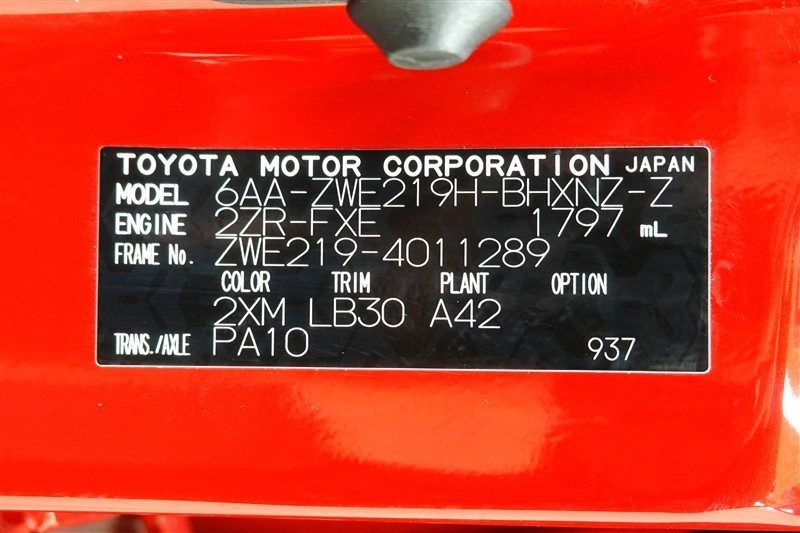 TOYOTA MOTOR CORPORATION JAPAN
MODEL 6AA-ZWE219H-BHXNZ-Z
ENGINE 2ZR-FXE 1797 mL
FRAME No. ZWE219-4011289
COLOR TRIM PLANT OPTION
2XM LB30 A42
TRANS./AXLE PA10 937